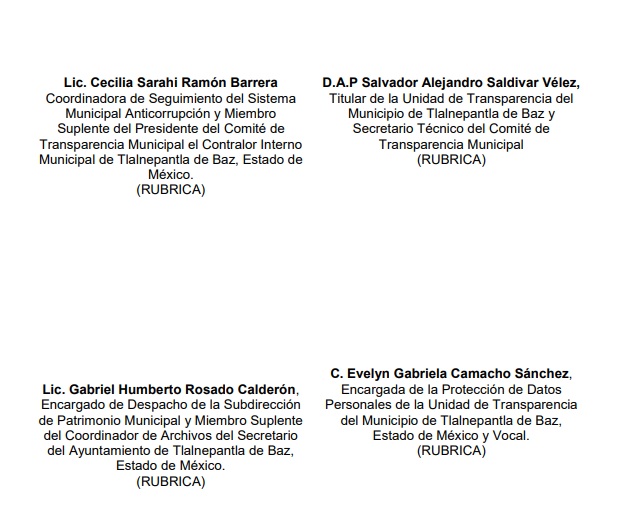 Lic. Cecilia Sarahi Ramón Barrera
Coordinadora de Seguimiento del Sistema
Municipal Anticorrupción y Miembro
Suplente del Presidente del Comité de
Transparencia Municipal el Contralor Interno
Municipal de Tlalnepantla de Baz, Estado de
México.
(RUBRICA)
D.A.P Salvador Alejandro Saldivar Vélez,
Titular de la Unidad de Transparencia del
Municipio de Tlalnepantla de Baz y
Secretario Técnico del Comité de
Transparencia Municipal
(RUBRICA)
Lic. Gabriel Humberto Rosado Calderón,
Encargado de Despacho de la Subdirección
de Patrimonio Municipal y Miembro Suplente
del Coordinador de Archivos del Secretario
del Ayuntamiento de Tlalnepantla de Baz,
Estado de México.
(RUBRICA)
C. Evelyn Gabriela Camacho Sánchez,
Encargada de la Protección de Datos
Personales de la Unidad de Transparencia
del Municipio de Tlalnepantla de Baz,
Estado de México y Vocal.
(RUBRICA)